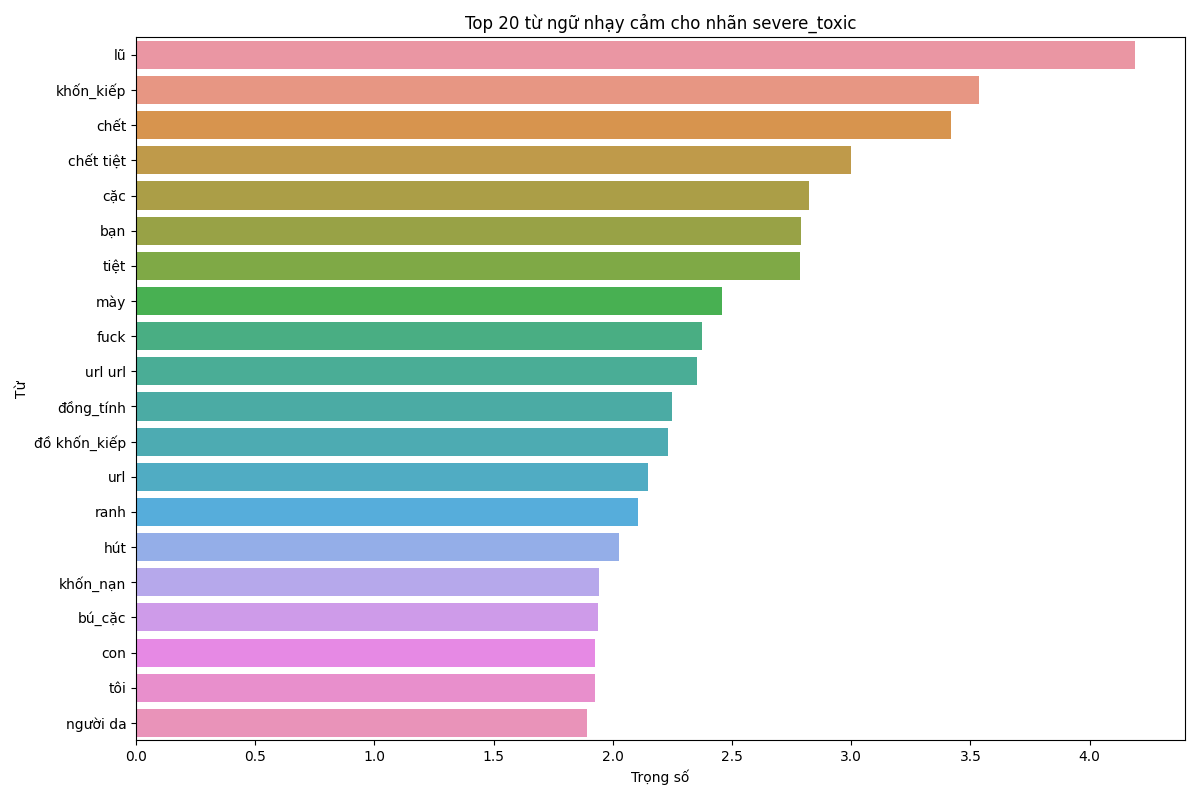 Top 20 từ ngữ nhạy cảm cho nhãn severe_toxic
lũ
khốn_kiếp
chết
chết tiệt
cặc
bạn
tiệt
mày
fuck
url url
đồng_tính
đồ khốn_kiếp
url
ranh
hút
khốn_nạn
bú_cặc
con
tôi
người da
Từ
0.0 0.5 1.0 1.5 2.0 2.5 3.0 3.5 4.0
Trọng số